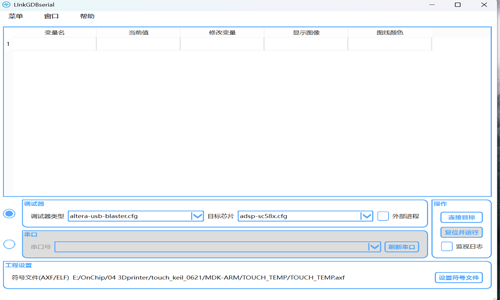 LinkGDBserial
菜单 窗口 帮助
变量名 当前值 修改变量 显示图像 图线颜色
1
调试器
调试器类型 altera-usb-blaster.cfg 目标芯片 adsp-sc58x.cfg 外部进程
串口
串口号 刷新串口
操作
连接目标
复位并运行
监视日志
工程设置
符号文件(AXF/ELF) E:/OnChip/04 3Dprinter/touch_keil_0621/MDK-ARM/TOUCH_TEMP/TOUCH_TEMP.axf 设置符号文件